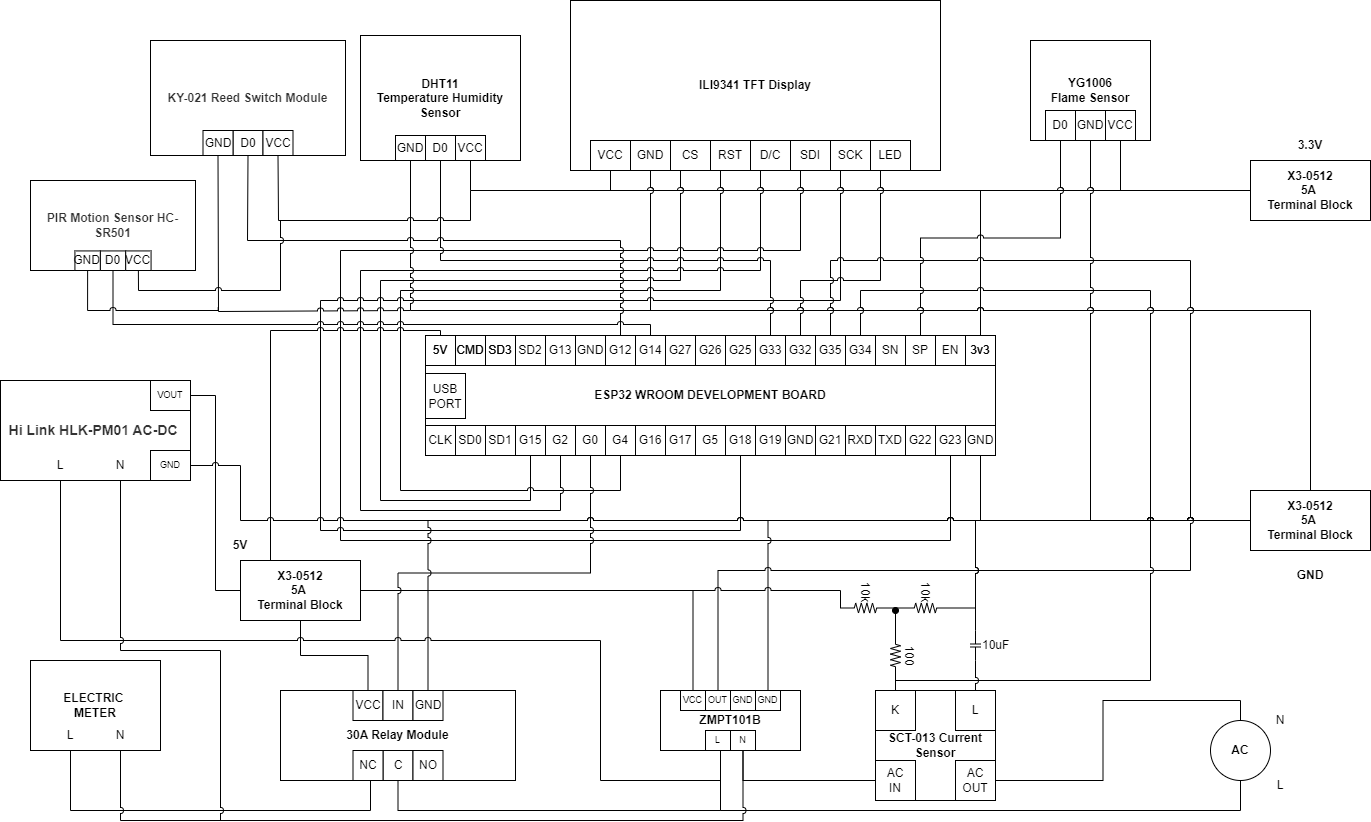 ILI9341 TFT Display
VCC GND CS RST D/C SDI SCK LED
KY-021 Reed Switch Module
GND D0 VCC
DHT11
Temperature Humidity
Sensor
GND D0 VCC
YG1006
Flame Sensor
D0 GND VCC
3.3V
X3-0512
5A
Terminal Block
PIR Motion Sensor HC-
SR501
GND D0 VCC
5V CMD SD3 SD2 G13 GND G12 G14 G27 G26 G25 G33 G32 G35 G34 SN SP EN 3v3
USB
PORT
ESP32 WROOM DEVELOPMENT BOARD
CLK SD0 SD1 G15 G2 G0 G4 G16 G17 G5 G18 G19 GND G21 RXD TXD G22 G23 GND
VOUT
Hi Link HLK-PM01 AC-DC
L N GND
X3-0512
5A
Terminal Block
GND
5V
X3-0512
5A
Terminal Block
10k 10k
100
10uF
ELECTRIC
METER
L N
VCC IN GND
30A Relay Module
NC C NO
VCC OUT GND GND
ZMPT101B
L N
K L
SCT-013 Current
Sensor
AC
IN
AC
OUT
N
AC
L